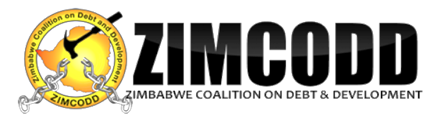 Zimbabwe Coalition on Debt and Development
ZIMCODD
ZIMCODD
ZIMBABWE COALITION ON DEBT & DEVELOPMENT